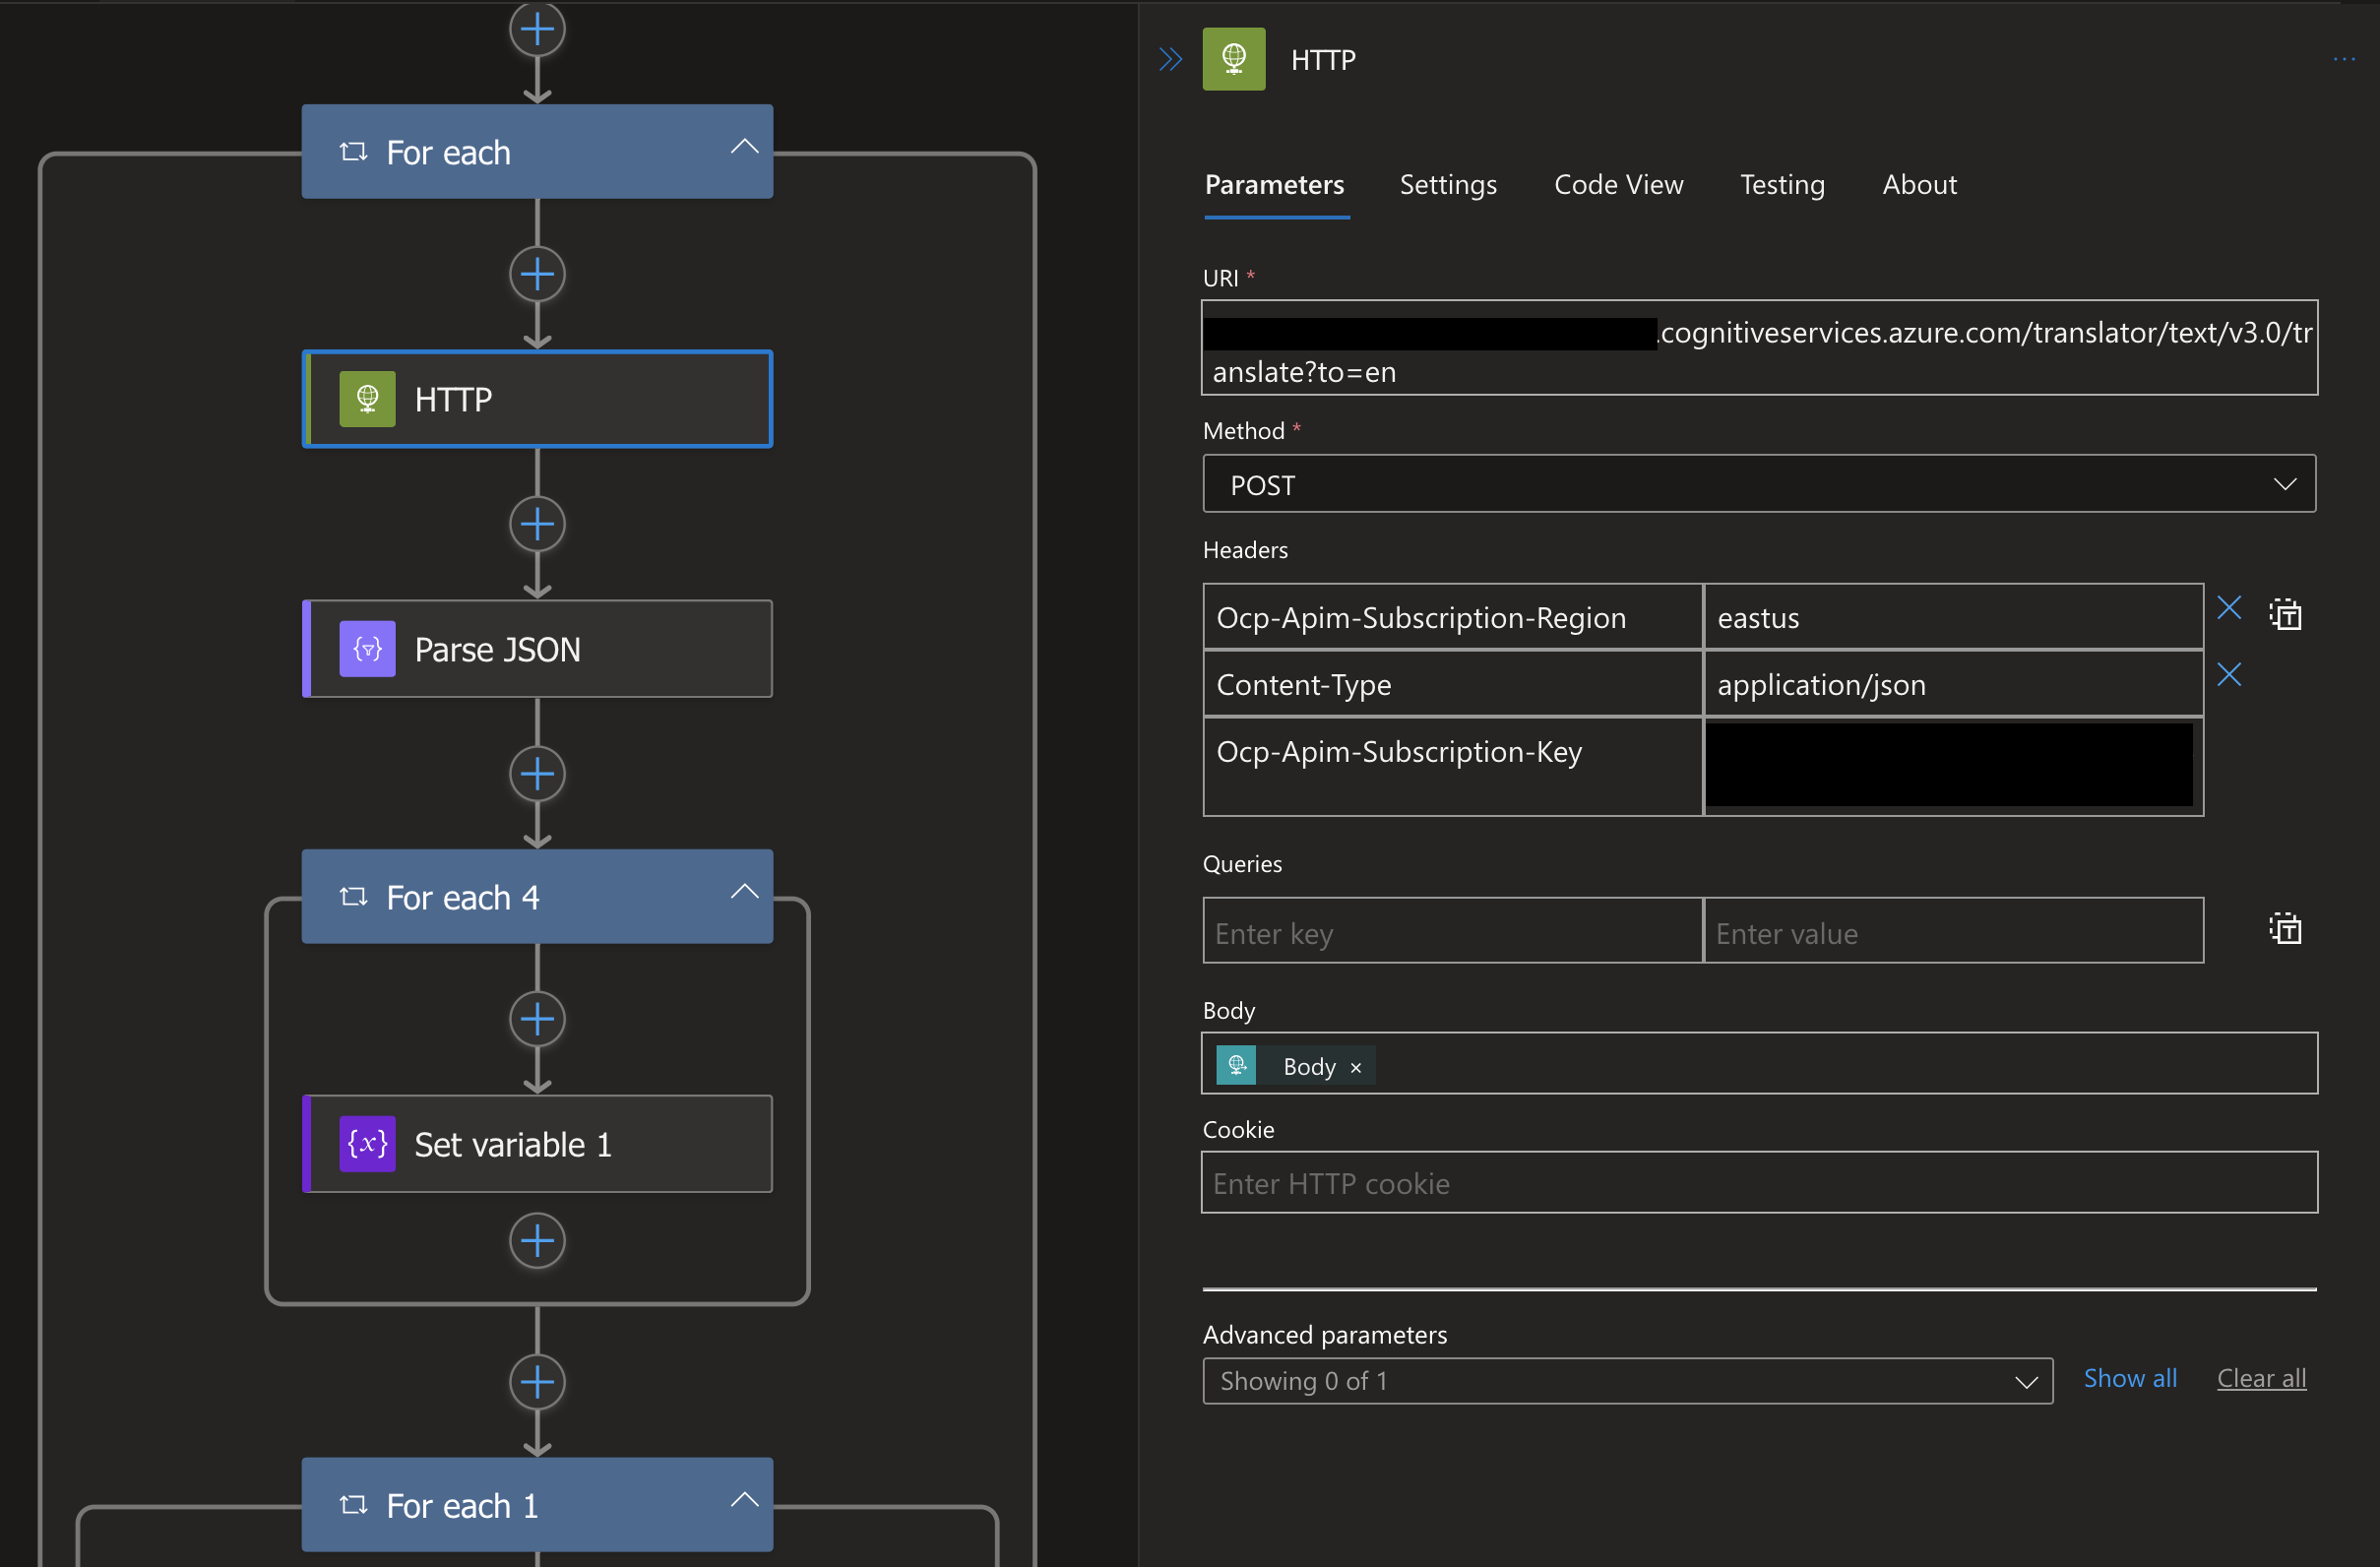 For each
HTTP
Parse JSON
For each 4
{x} Set variable 1
For each 1
HTTP
Parameters Settings Code View Testing About
URI *
.cognitiveservices.azure.com/translator/text/v3.0/tr
anslate?to=en
Method *
POST
Headers
Ocp-Apim-Subscription-Region eastus
Content-Type application/json
Ocp-Apim-Subscription-Key
Queries
Enter key Enter value
Body
Body ×
Cookie
Enter HTTP cookie
Advanced parameters
Showing 0 of 1 Show all Clear all